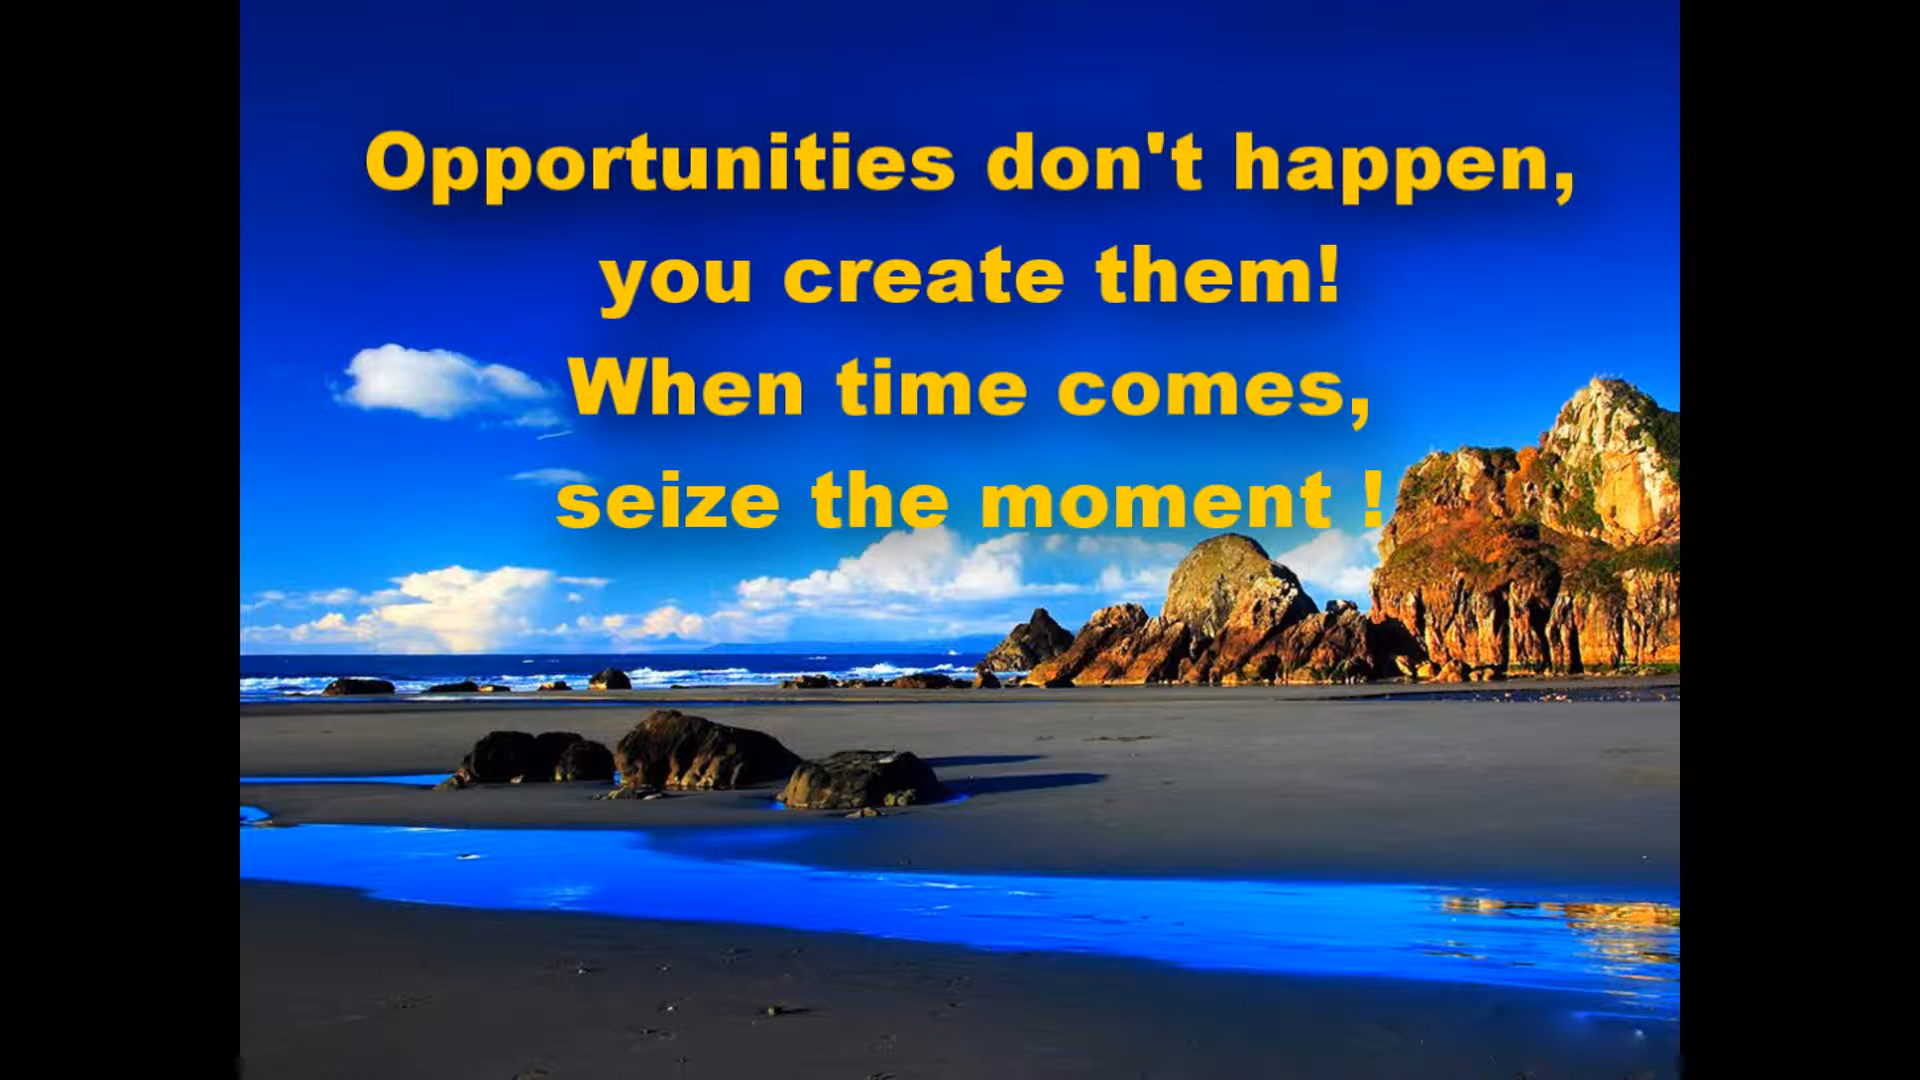 Opportunities don't happen,
you create them!
When time comes,
seize the moment !